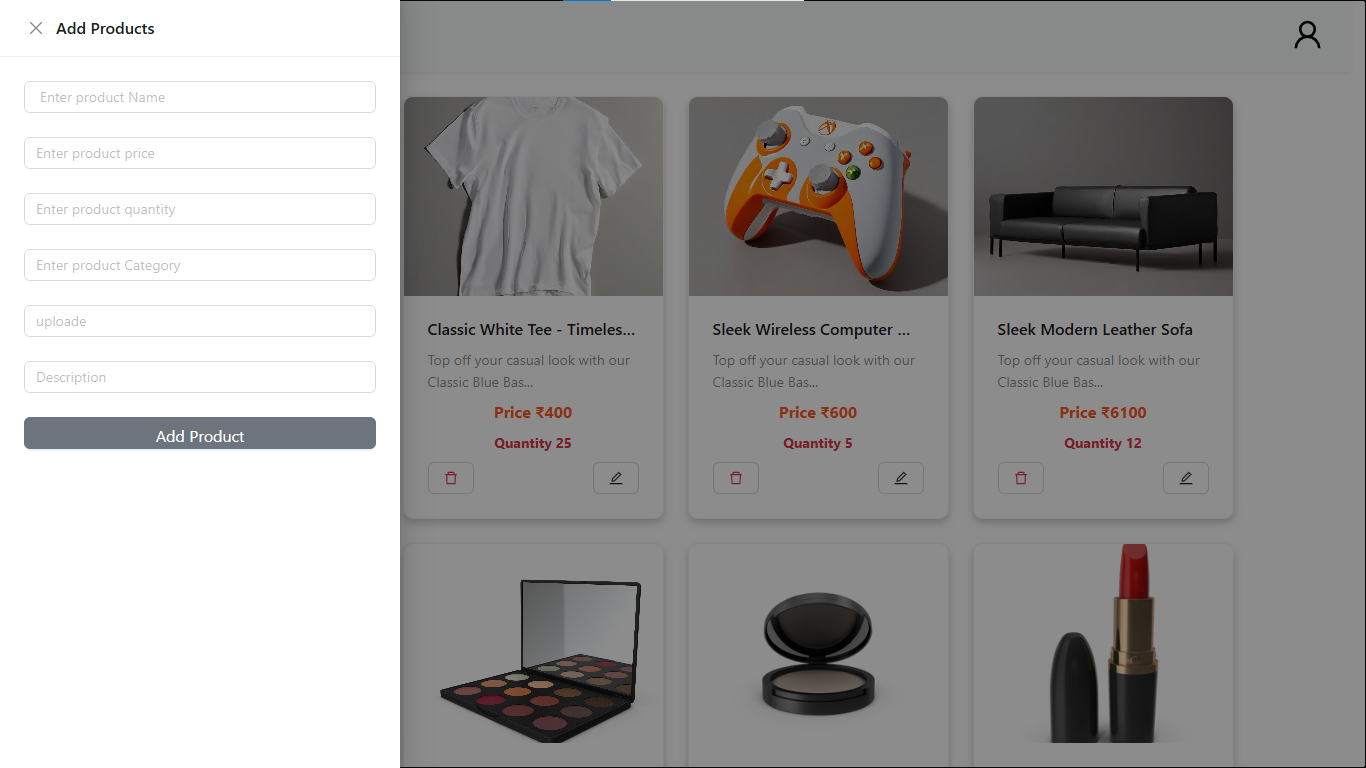 Add Products
Enter product Name
Enter product price
Enter product quantity
Enter product Category
uploade
Description
Add Product
Classic White Tee - Timeles...
Top off your casual look with our
Classic Blue Bas...
Price ₹400
Quantity 25
Sleek Wireless Computer ...
Top off your casual look with our
Classic Blue Bas...
Price ₹600
Quantity 5
Sleek Modern Leather Sofa
Top off your casual look with our
Classic Blue Bas...
Price ₹6100
Quantity 12